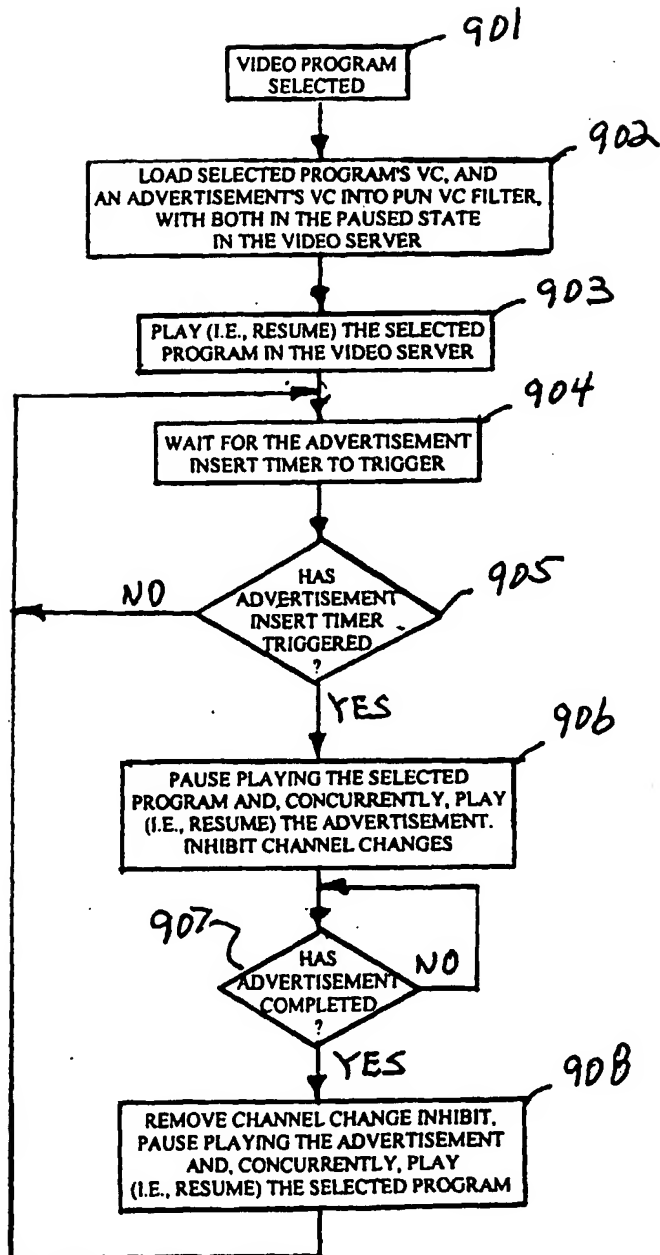 901
VIDEO PROGRAM
SELECTED
902
LOAD SELECTED PROGRAM'S VC, AND
AN ADVERTISEMENT'S VC INTO PUN VC FILTER,
WITH BOTH IN THE PAUSED STATE
IN THE VIDEO SERVER
903
PLAY (I.E., RESUME) THE SELECTED
PROGRAM IN THE VIDEO SERVER
904
WAIT FOR THE ADVERTISEMENT
INSERT TIMER TO TRIGGER
905
NO
HAS
ADVERTISEMENT
INSERT TIMER
TRIGGERED
?
YES
906
PAUSE PLAYING THE SELECTED
PROGRAM AND, CONCURRENTLY, PLAY
(I.E., RESUME) THE ADVERTISEMENT.
INHIBIT CHANNEL CHANGES
907
HAS
ADVERTISEMENT
COMPLETED
?
NO
YES
908
REMOVE CHANNEL CHANGE INHIBIT,
PAUSE PLAYING THE ADVERTISEMENT
AND, CONCURRENTLY, PLAY
(I.E., RESUME) THE SELECTED PROGRAM